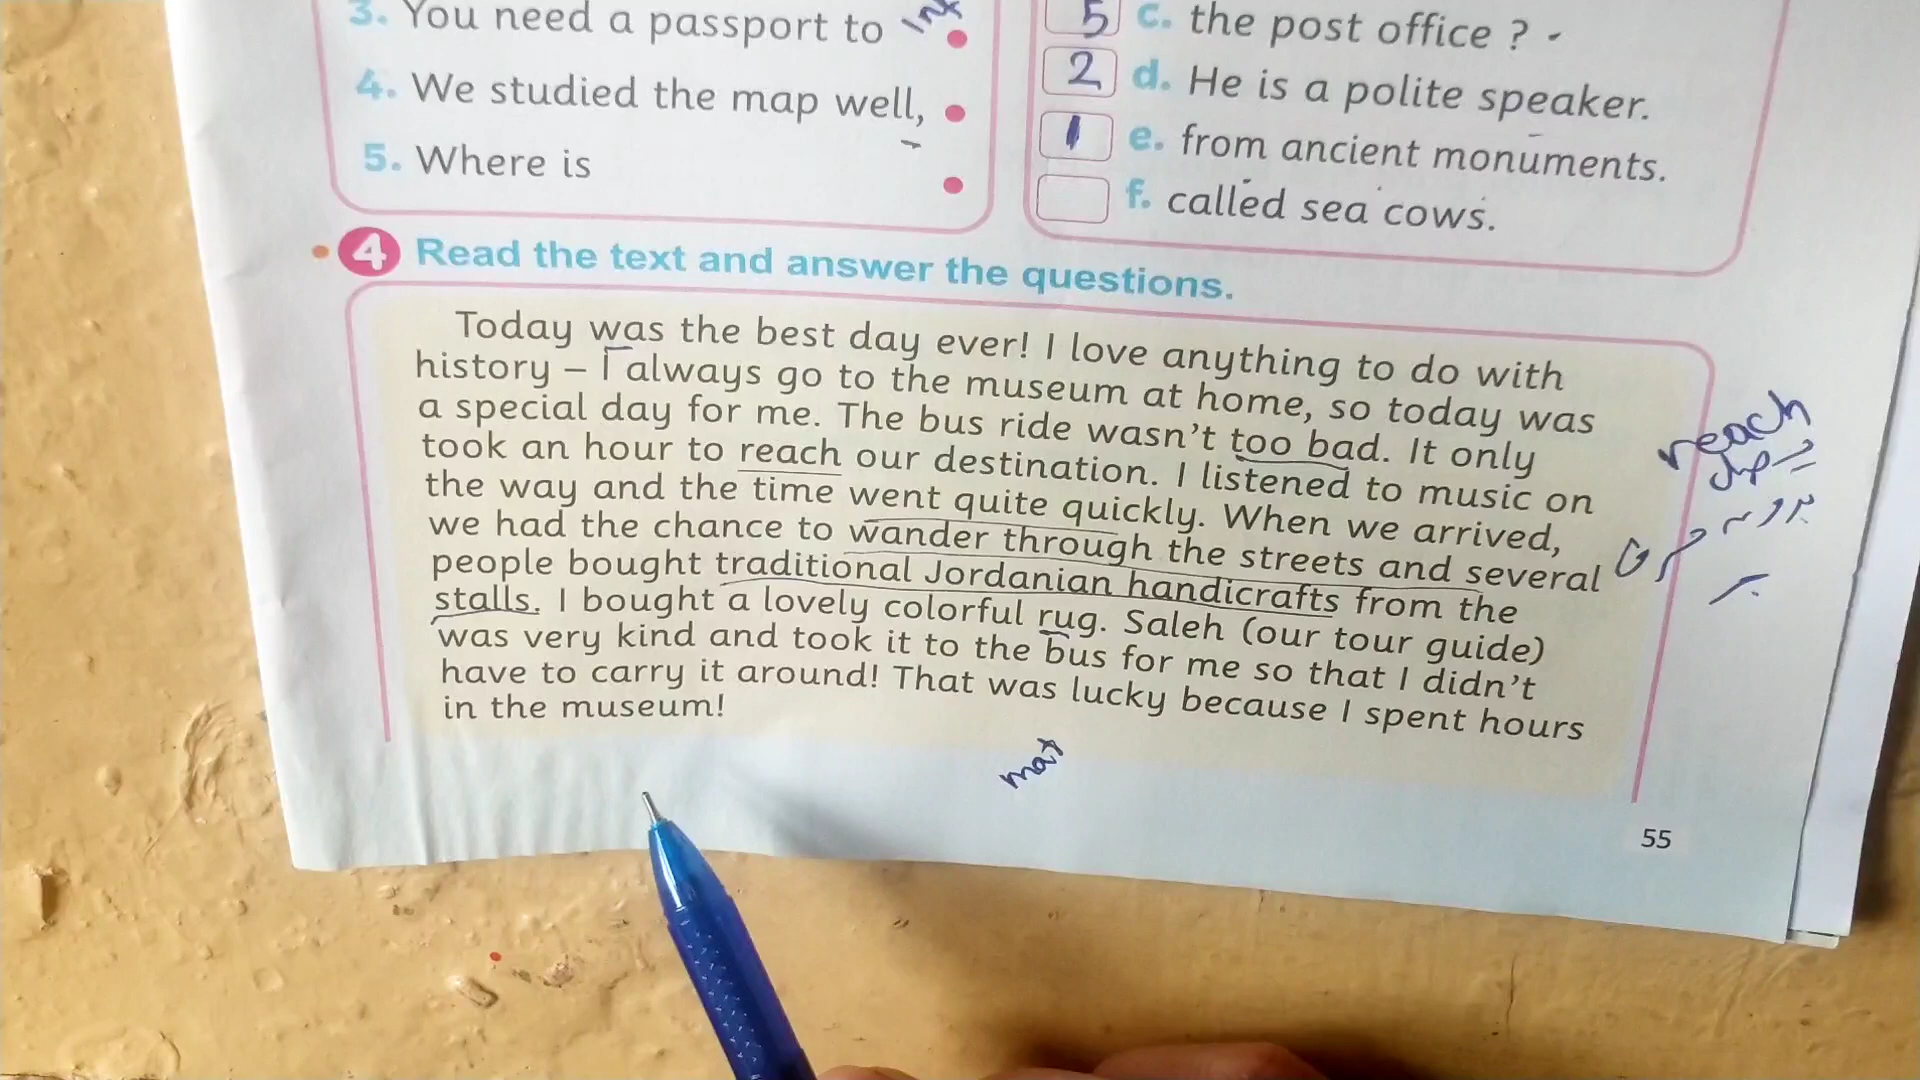 3. You need a passport to
4. We studied the map well,
5. Where is
5 c. the post office ?
2 d. He is a polite speaker.
1 e. from ancient monuments.
f. called sea cows.
4 Read the text and answer the questions.
Today was the best day ever! I love anything to do with
history – I always go to the museum at home, so today was
a special day for me. The bus ride wasn't too bad. It only
took an hour to reach our destination. I listened to music on
the way and the time went quite quickly. When we arrived,
we had the chance to wander through the streets and several
people bought traditional Jordanian handicrafts from the
stalls. I bought a lovely colorful rug. Saleh (our tour guide)
was very kind and took it to the bus for me so that I didn't
have to carry it around! That was lucky because I spent hours
in the museum!
reach
mat
55